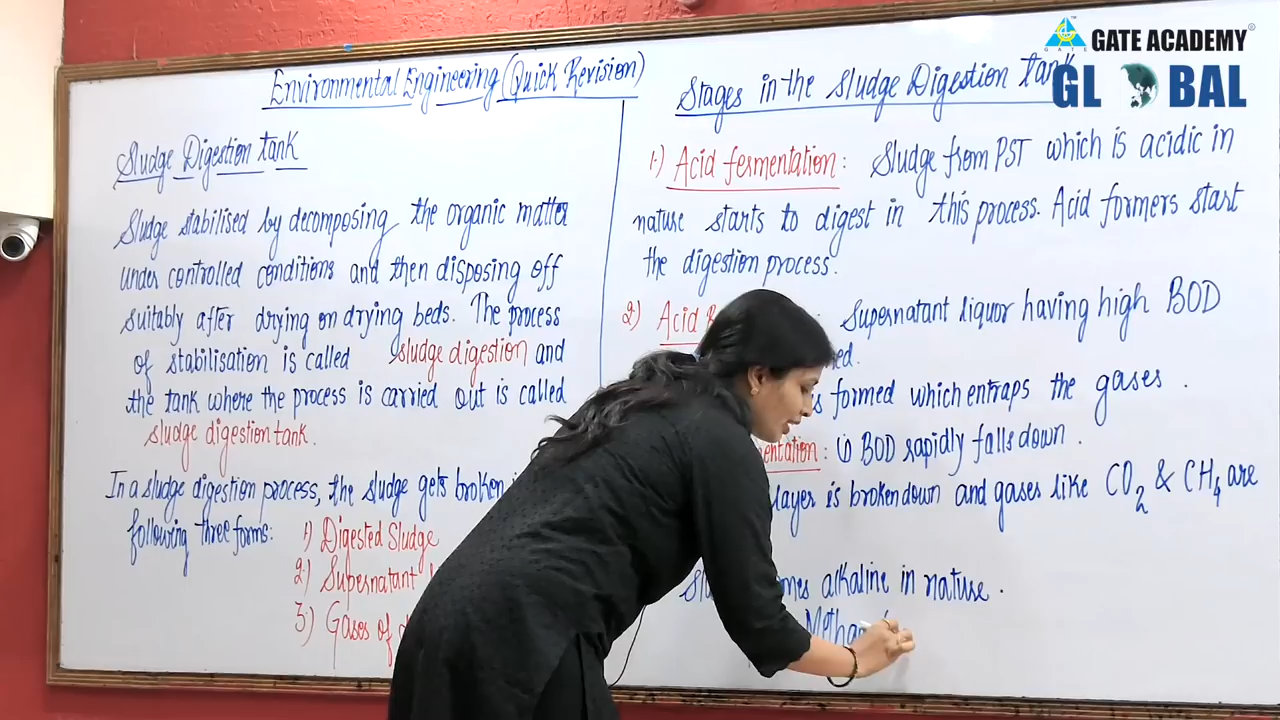 GATE ACADEMY
GATE
GLOBAL
Environmental Engineering (Quick Revision)
Sludge Digestion tank
Sludge stabilised by decomposing the organic matter
under controlled conditions and then disposing off
suitably after drying on drying beds. The process
of stabilisation is called sludge digestion and
the tank where the process is carried out is called
sludge digestion tank.
In a sludge digestion process, the sludge gets broken
following three forms:
1) Digested Sludge
2) Supernatant
3) Gases of
Stages in the Sludge Digestion tank
1.) Acid fermentation: Sludge from PST which is acidic in
nature starts to digest in this process. Acid formers start
the digestion process.
2) Acid : Supernatant liquor having high BOD
is formed which entraps the gases.
: i) BOD rapidly falls down.
layer is broken down and gases like CO2 & CH4 are
alkaline in nature.